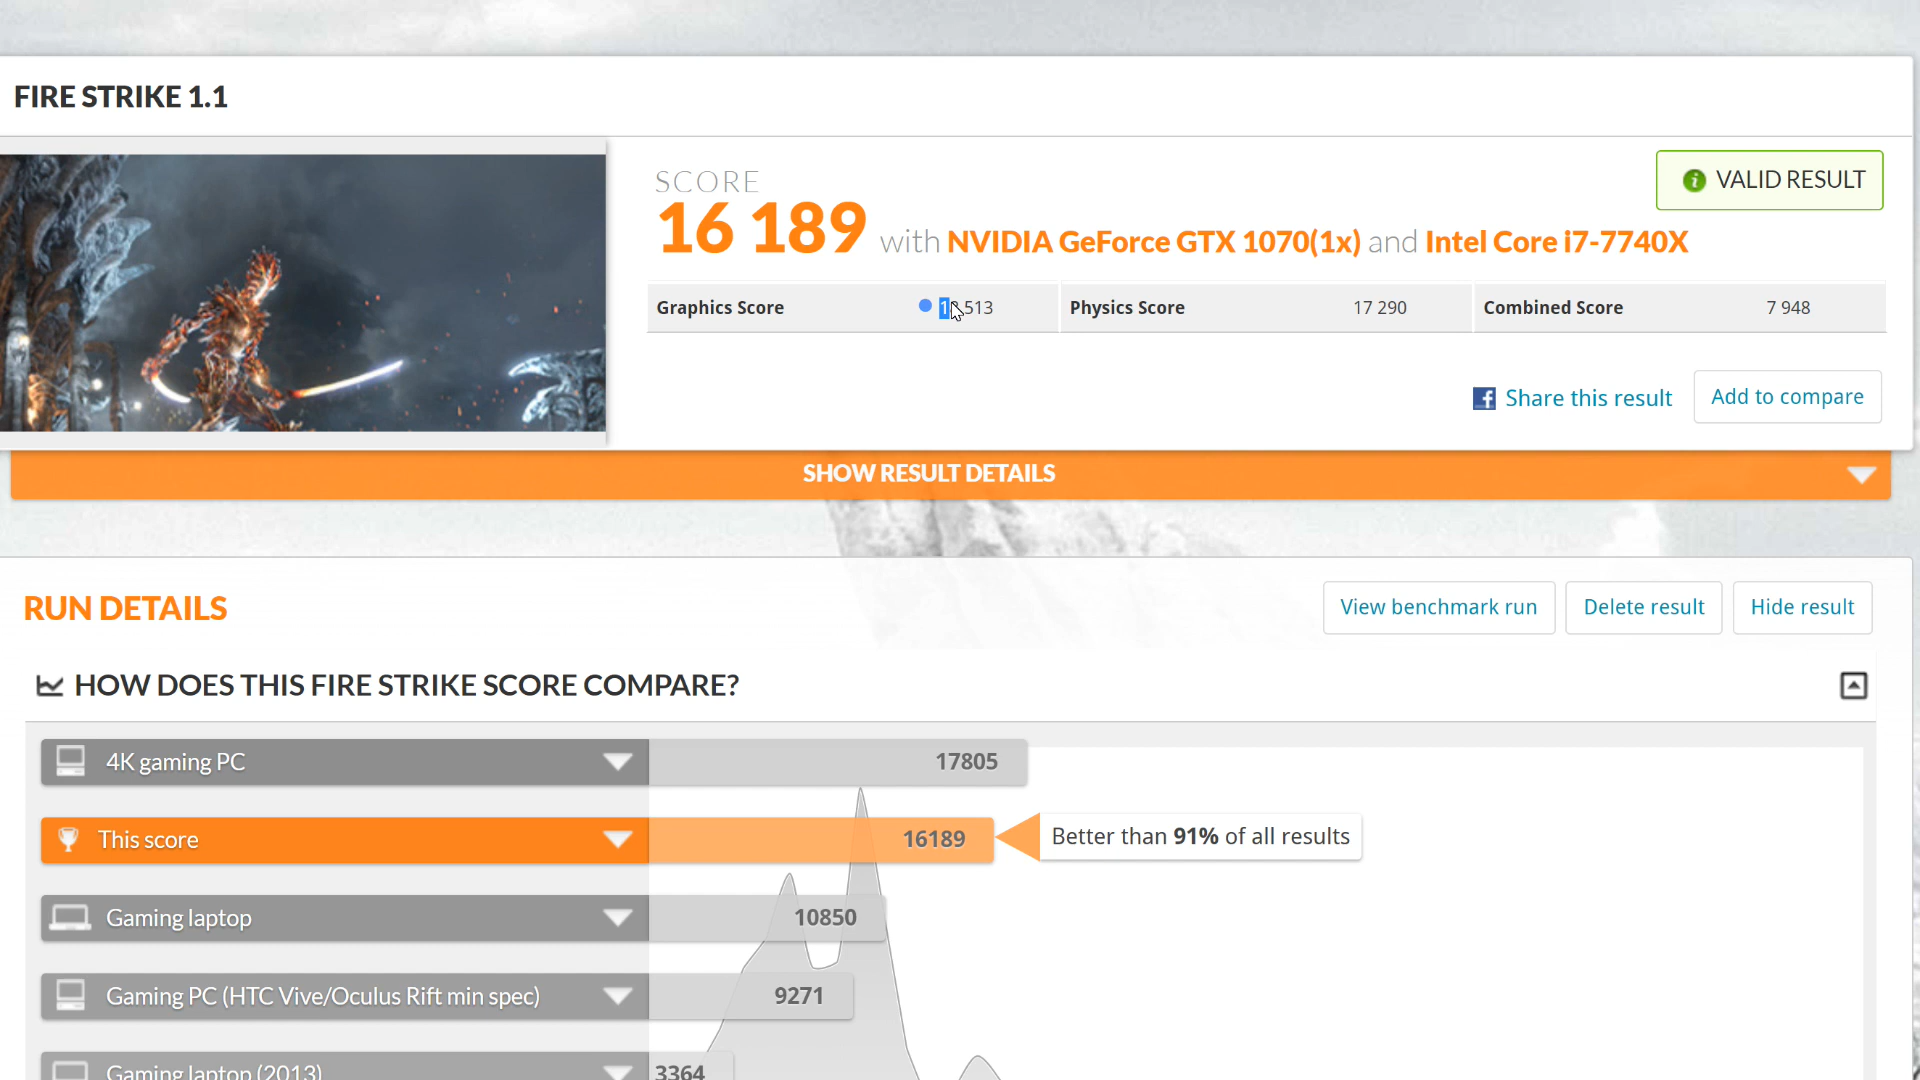 FIRE STRIKE 1.1
SCORE
VALID RESULT
16 189 with NVIDIA GeForce GTX 1070(1x) and Intel Core i7-7740X
Graphics Score 513 Physics Score 17 290 Combined Score 7 948
Share this result Add to compare
SHOW RESULT DETAILS
RUN DETAILS View benchmark run Delete result Hide result
HOW DOES THIS FIRE STRIKE SCORE COMPARE?
4K gaming PC 17805
This score 16189 Better than 91% of all results
Gaming laptop 10850
Gaming PC (HTC Vive/Oculus Rift min spec) 9271
Gaming laptop (2013) 3364